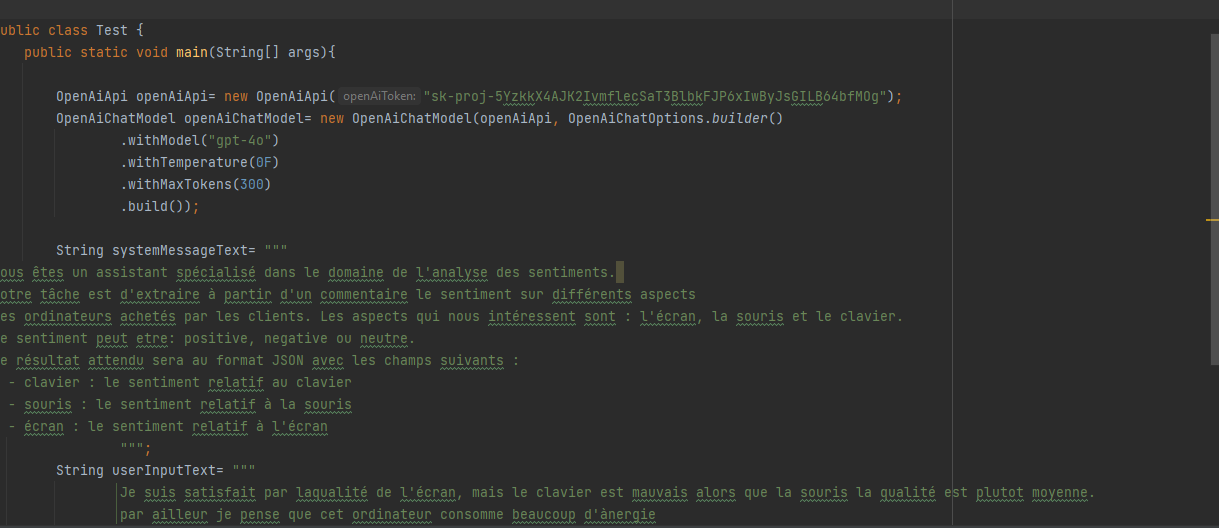 ublic class Test {
public static void main(String[] args){
OpenAiApi openAiApi= new OpenAiApi( openAiToken: "sk-proj-5YzkkX4AJK2IvmflecSaT3BlbkFJP6xIwByJsGILB64bfMOg");
OpenAiChatModel openAiChatModel= new OpenAiChatModel(openAiApi, OpenAiChatOptions.builder()
.withModel("gpt-4o")
.withTemperature(0F)
.withMaxTokens(300)
.build());
String systemMessageText= """
ous êtes un assistant spécialisé dans le domaine de l'analyse des sentiments.
otre tâche est d'extraire à partir d'un commentaire le sentiment sur différents aspects
es ordinateurs achetés par les clients. Les aspects qui nous intéressent sont : l'écran, la souris et le clavier.
e sentiment peut etre: positive, negative ou neutre.
e résultat attendu sera au format JSON avec les champs suivants :
- clavier : le sentiment relatif au clavier
- souris : le sentiment relatif à la souris
- écran : le sentiment relatif à l'écran
""";
String userInputText= """
Je suis satisfait par laqualité de l'écran, mais le clavier est mauvais alors que la souris la qualité est plutot moyenne.
par ailleur je pense que cet ordinateur consomme beaucoup d'ànergie